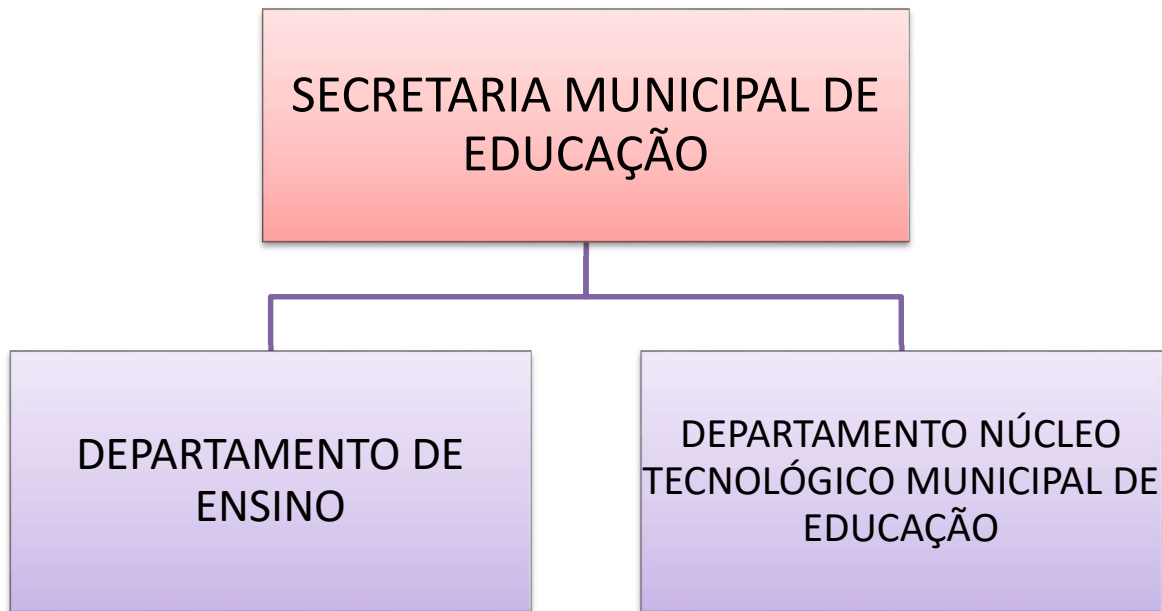 SECRETARIA MUNICIPAL DE
EDUCAÇÃO
DEPARTAMENTO DE
ENSINO
DEPARTAMENTO NÚCLEO
TECNOLÓGICO MUNICIPAL DE
EDUCAÇÃO